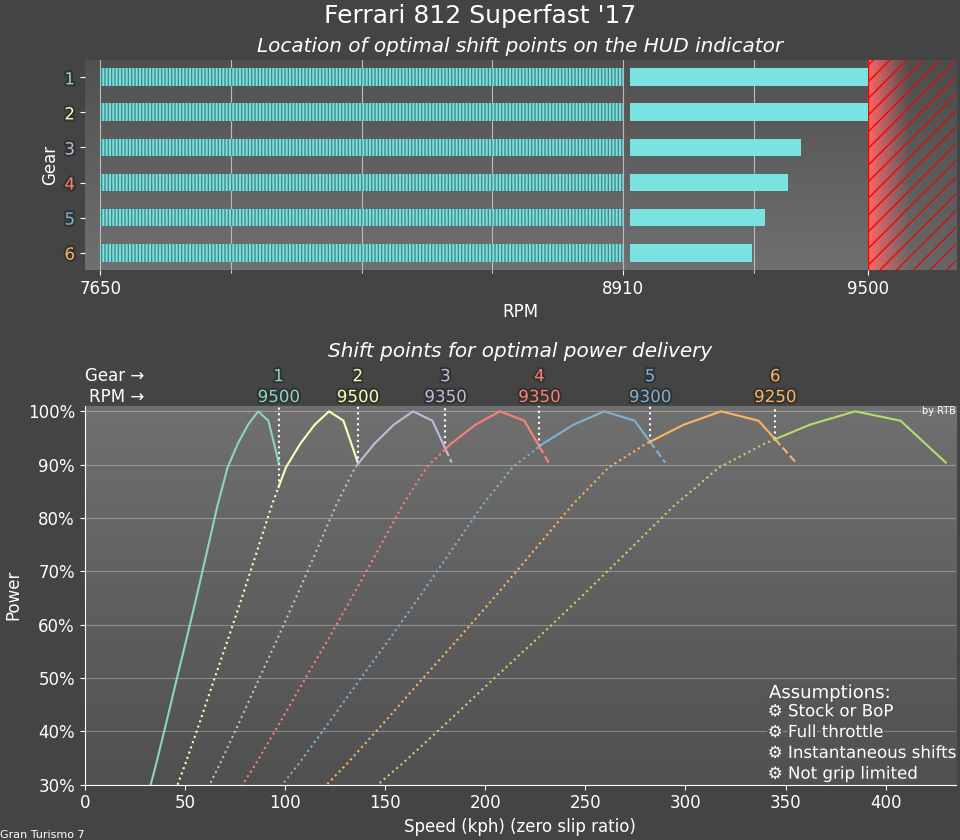 Ferrari 812 Superfast '17
Location of optimal shift points on the HUD indicator
Gear
1
2
3
4
5
6
7650 8910 9500
RPM
Shift points for optimal power delivery
Gear → 1 2 3 4 5 6
RPM → 9500 9500 9350 9350 9300 9250
by RTB
Power
100%
90%
80%
70%
60%
50%
40%
30%
Assumptions:
⚙ Stock or BoP
⚙ Full throttle
⚙ Instantaneous shifts
⚙ Not grip limited
0 50 100 150 200 250 300 350 400
Speed (kph) (zero slip ratio)
Gran Turismo 7